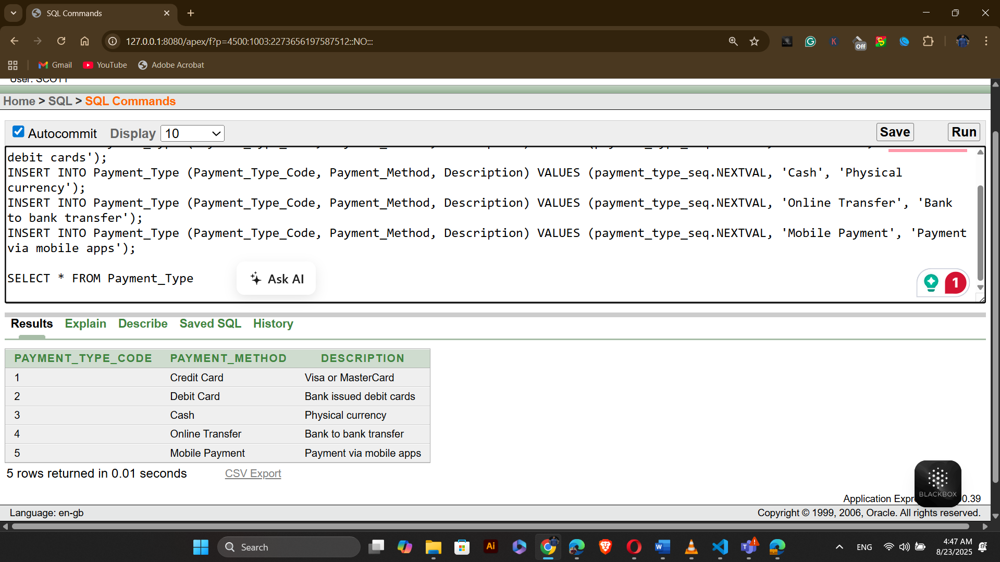 SQL Commands
127.0.0.1:8080/apex/f?p=4500:1003:2273656197587512::NO:::
Off
Gmail YouTube Adobe Acrobat
User: SCOTT
Home > SQL > SQL Commands
Autocommit Display 10 Save Run
debit cards');
INSERT INTO Payment_Type (Payment_Type_Code, Payment_Method, Description) VALUES (payment_type_seq.NEXTVAL, 'Cash', 'Physical
currency');
INSERT INTO Payment_Type (Payment_Type_Code, Payment_Method, Description) VALUES (payment_type_seq.NEXTVAL, 'Online Transfer', 'Bank
to bank transfer');
INSERT INTO Payment_Type (Payment_Type_Code, Payment_Method, Description) VALUES (payment_type_seq.NEXTVAL, 'Mobile Payment', 'Payment
via mobile apps');
SELECT * FROM Payment_Type
Ask AI
1
Results Explain Describe Saved SQL History
PAYMENT_TYPE_CODE PAYMENT_METHOD DESCRIPTION
1 Credit Card Visa or MasterCard
2 Debit Card Bank issued debit cards
3 Cash Physical currency
4 Online Transfer Bank to bank transfer
5 Mobile Payment Payment via mobile apps
5 rows returned in 0.01 seconds CSV Export
BLACKBOX
Application Expr 0.39
Language: en-gb Copyright © 1999, 2006, Oracle. All rights reserved.
Search
Ai
ENG
4:47 AM
8/23/2025